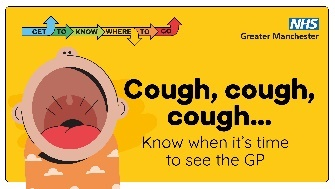 GET TO KNOW WHERE TO GO
NHS
Greater Manchester
Cough, cough,
cough...
Know when it's time
to see the GP